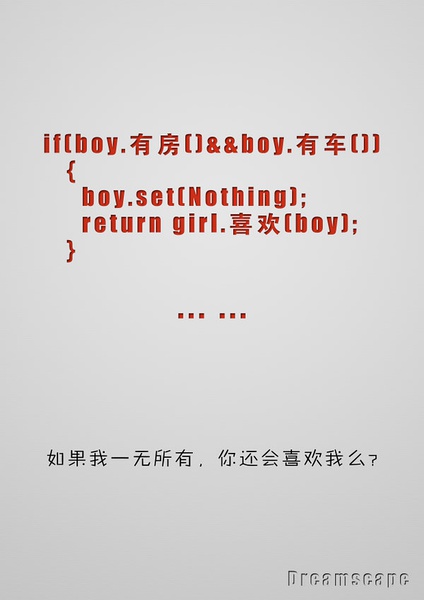 if(boy.有房()&&boy.有车())
{
boy.set(Nothing);
return girl.喜欢(boy);
}
... ...
如果我一无所有，你还会喜欢我么？
Dreamscape